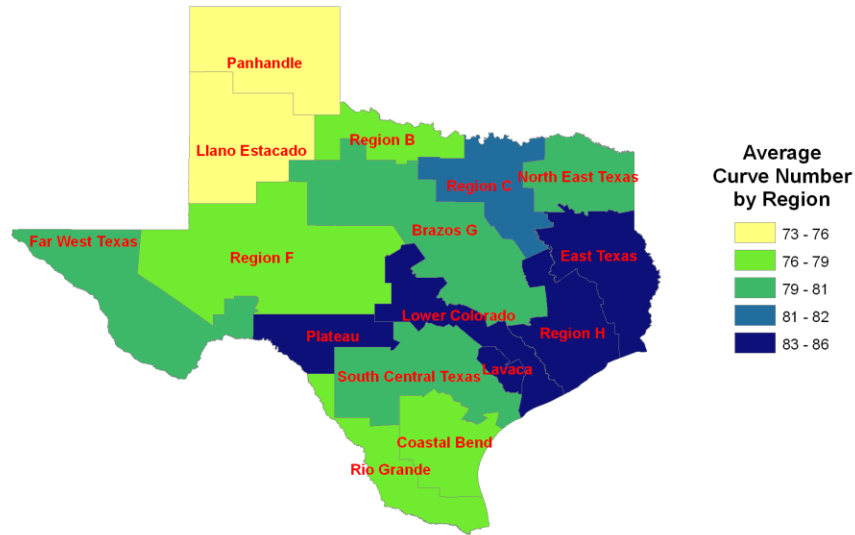 Panhandle
Llano Estacado
Region B
Region C
North East Texas
Far West Texas
Region F
Brazos G
East Texas
Plateau
Lower Colorado
Region H
South Central Texas
Lavaca
Coastal Bend
Rio Grande
Average
Curve Number
by Region
73 - 76
76 - 79
79 - 81
81 - 82
83 - 86